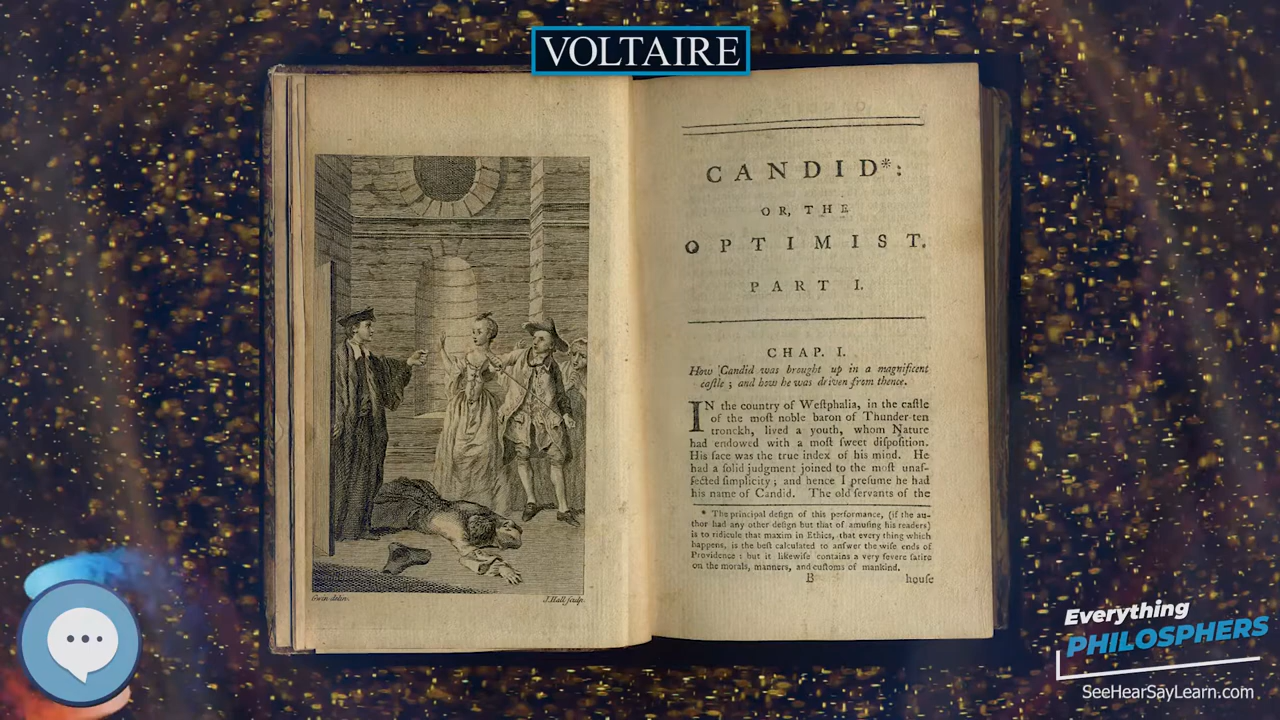 VOLTAIRE
CANDID*:
OR, THE
OPTIMIST.
PART I.
CHAP. I.
How Candid was brought up in a magnificent
caſtle ; and how he was driven from thence.
IN the country of Weſtphalia, in the caſtle
of the moſt noble baron of Thunder-ten
tronckh, lived a youth, whom Nature
had endowed with a moſt ſweet diſpoſition.
His face was the true index of his mind. He
had a ſolid judgment joined to the moſt unaf-
fected ſimplicity ; and hence I preſume he had
his name of Candid. The old ſervants of the
* The principal deſign of this performance, (if the au-
thor had any other deſign but that of amuſing his readers)
is to ridicule that maxim in Ethics, that every thing which
happens, is the beſt calculated to anſwer the wiſe ends of
Providence : but it likewiſe contains a very ſevere ſatire
on the morals, manners, and cuſtoms of mankind.
B house
Gwin delin.
J. Hall ſculp.
Everything
PHILOSPHERS
SeeHearSayLearn.com